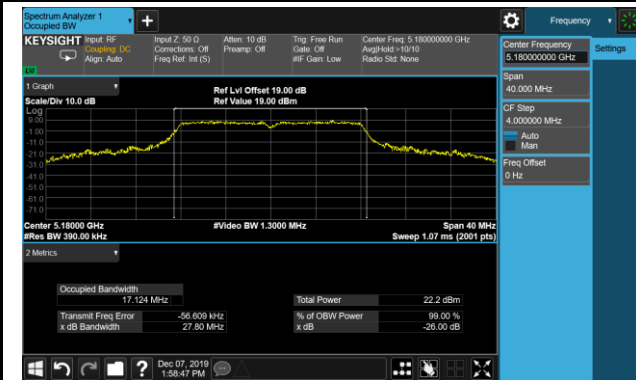 Spectrum Analyzer 1
Occupied BW
Frequency
KEYSIGHT
Input: RF
Coupling: DC
Align: Auto
Input Z: 50 Ω
Corrections: Off
Freq Ref: Int (S)
Atten: 10 dB
Preamp: Off
Trig: Free Run
Gate: Off
#IF Gain: Low
Center Freq: 5.180000000 GHz
Avg|Hold:>10/10
Radio Std: None
Center Frequency
5.180000000 GHz
Settings
Span
40.000 MHz
CF Step
4.000000 MHz
Auto
Man
Freq Offset
0 Hz
1 Graph
Scale/Div 10.0 dB
Ref Lvl Offset 19.00 dB
Ref Value 19.00 dBm
Log
9.00
-1.00
-11.0
-21.0
-31.0
-41.0
-51.0
-61.0
-71.0
Center 5.18000 GHz
#Res BW 390.00 kHz
#Video BW 1.3000 MHz
Span 40 MHz
Sweep 1.07 ms (2001 pts)
2 Metrics
Occupied Bandwidth
17.124 MHz
Total Power 22.2 dBm
Transmit Freq Error -56.609 kHz
% of OBW Power 99.00 %
x dB Bandwidth 27.80 MHz
x dB -26.00 dB
Dec 07, 2019
1:58:47 PM